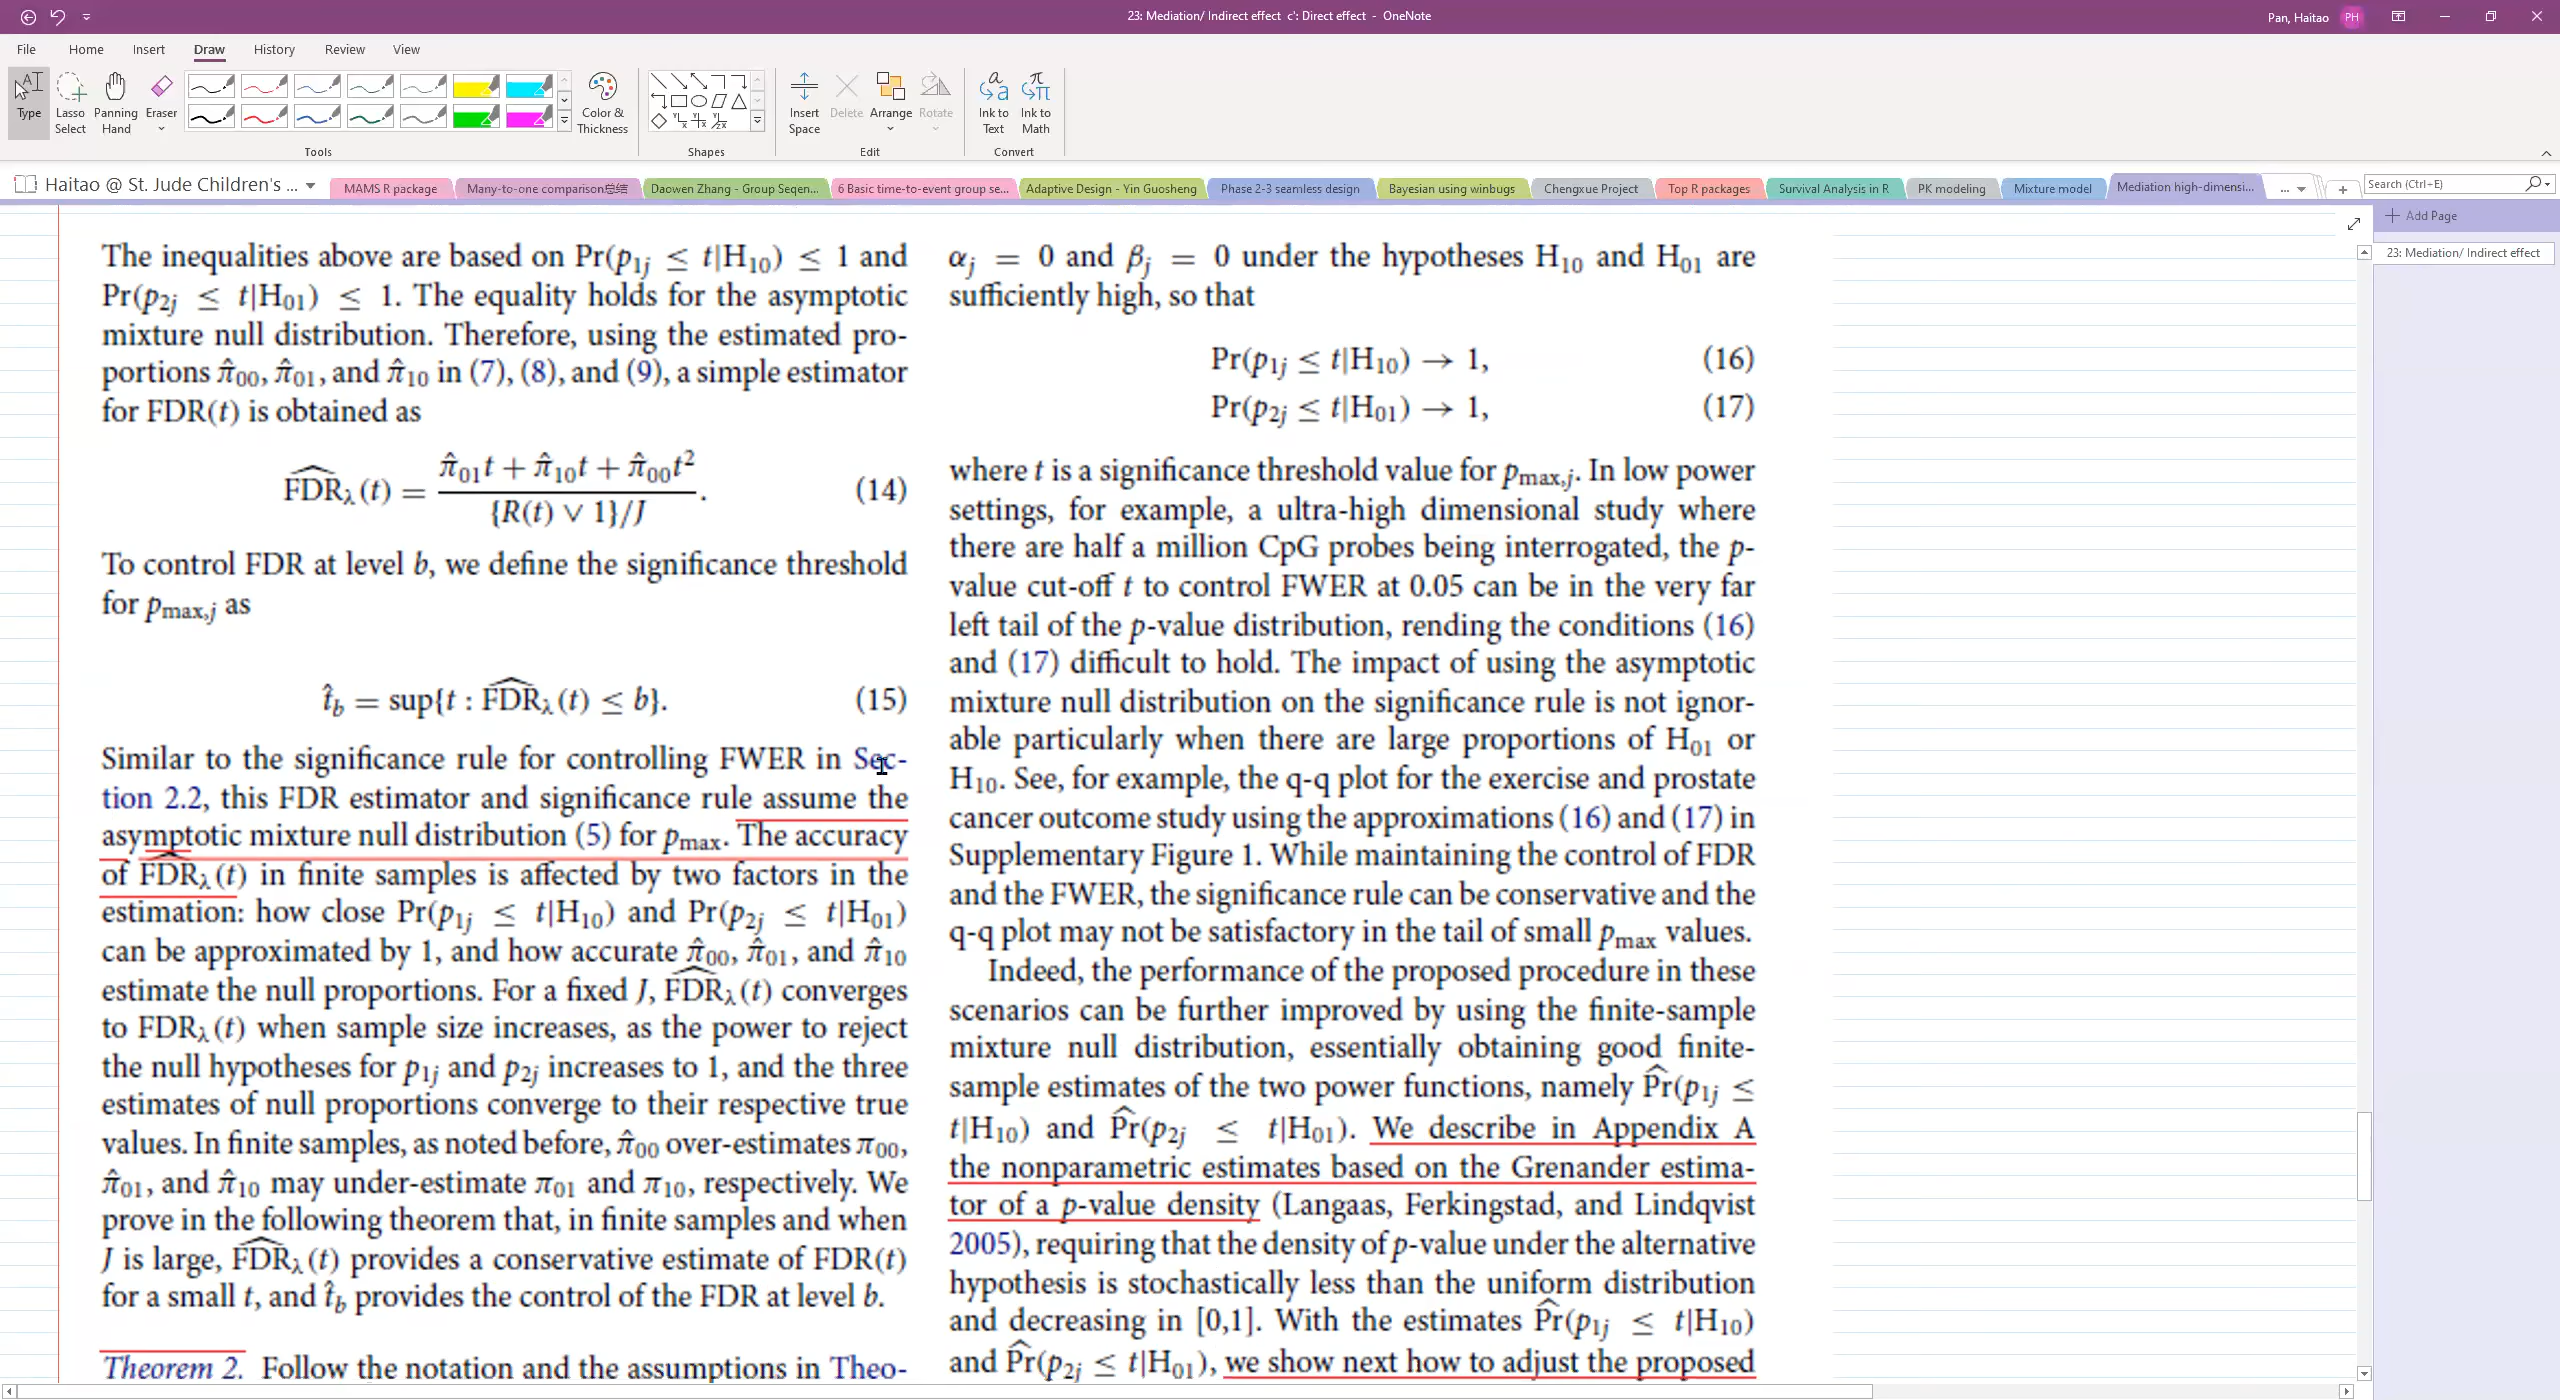 23: Mediation/ Indirect effect  c': Direct effect  -  OneNote
Pan, Haitao
PH
File
Home
Insert
Draw
History
Review
View
Type
Lasso Select
Panning Hand
Eraser
Color & Thickness
Insert Space
Delete
Arrange
Rotate
Ink to Text
Ink to Math
Tools
Shapes
Edit
Convert
Haitao @ St. Jude Children's ...
MAMS R package
Many-to-one comparison总结
Daowen Zhang - Group Seqen...
6 Basic time-to-event group se...
Adaptive Design - Yin Guosheng
Phase 2-3 seamless design
Bayesian using winbugs
Chengxue Project
Top R packages
Survival Analysis in R
PK modeling
Mixture model
Mediation high-dimensi...
...
Search (Ctrl+E)
Add Page
23: Mediation/ Indirect effect
The inequalities above are based on Pr(p₁ⱼ ≤ t|H₁₀) ≤ 1 and
Pr(p₂ⱼ ≤ t|H₀₁) ≤ 1. The equality holds for the asymptotic
mixture null distribution. Therefore, using the estimated pro-
portions π̂₀₀, π̂₀₁, and π̂₁₀ in (7), (8), and (9), a simple estimator
for FDR(t) is obtained as
F̂DR_λ(t) = (π̂₀₁t + π̂₁₀t + π̂₀₀t²) / ({R(t) ∨ 1}/J). (14)
To control FDR at level b, we define the significance threshold
for p_max,j as
t̂_b = sup{t : F̂DR_λ(t) ≤ b}. (15)
Similar to the significance rule for controlling FWER in Sec-
tion 2.2, this FDR estimator and significance rule assume the
asymptotic mixture null distribution (5) for p_max. The accuracy
of F̂DR_λ(t) in finite samples is affected by two factors in the
estimation: how close Pr(p₁ⱼ ≤ t|H₁₀) and Pr(p₂ⱼ ≤ t|H₀₁)
can be approximated by 1, and how accurate π̂₀₀, π̂₀₁, and π̂₁₀
estimate the null proportions. For a fixed J, F̂DR_λ(t) converges
to FDR_λ(t) when sample size increases, as the power to reject
the null hypotheses for p₁ⱼ and p₂ⱼ increases to 1, and the three
estimates of null proportions converge to their respective true
values. In finite samples, as noted before, π̂₀₀ over-estimates π₀₀,
π̂₀₁, and π̂₁₀ may under-estimate π₀₁ and π₁₀, respectively. We
prove in the following theorem that, in finite samples and when
J is large, F̂DR_λ(t) provides a conservative estimate of FDR(t)
for a small t, and t̂_b provides the control of the FDR at level b.
Theorem 2. Follow the notation and the assumptions in Theo-
αⱼ = 0 and βⱼ = 0 under the hypotheses H₁₀ and H₀₁ are
sufficiently high, so that
Pr(p₁ⱼ ≤ t|H₁₀) → 1, (16)
Pr(p₂ⱼ ≤ t|H₀₁) → 1, (17)
where t is a significance threshold value for p_max,j. In low power
settings, for example, a ultra-high dimensional study where
there are half a million CpG probes being interrogated, the p-
value cut-off t to control FWER at 0.05 can be in the very far
left tail of the p-value distribution, rending the conditions (16)
and (17) difficult to hold. The impact of using the asymptotic
mixture null distribution on the significance rule is not ignor-
able particularly when there are large proportions of H₀₁ or
H₁₀. See, for example, the q-q plot for the exercise and prostate
cancer outcome study using the approximations (16) and (17) in
Supplementary Figure 1. While maintaining the control of FDR
and the FWER, the significance rule can be conservative and the
q-q plot may not be satisfactory in the tail of small p_max values.
Indeed, the performance of the proposed procedure in these
scenarios can be further improved by using the finite-sample
mixture null distribution, essentially obtaining good finite-
sample estimates of the two power functions, namely P̂r(p₁ⱼ ≤
t|H₁₀) and P̂r(p₂ⱼ ≤ t|H₀₁). We describe in Appendix A
the nonparametric estimates based on the Grenander estima-
tor of a p-value density (Langaas, Ferkingstad, and Lindqvist
2005), requiring that the density of p-value under the alternative
hypothesis is stochastically less than the uniform distribution
and decreasing in [0,1]. With the estimates P̂r(p₁ⱼ ≤ t|H₁₀)
and P̂r(p₂ⱼ ≤ t|H₀₁), we show next how to adjust the proposed